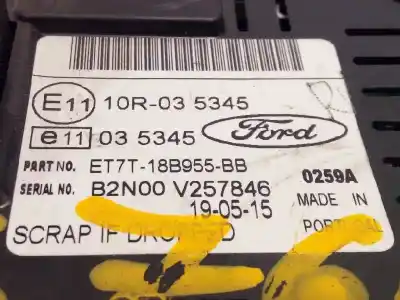 E11 10R-03 5345
e11 03 5345 Ford
PART NO. ET7T-18B955-BB
SERIAL NO. B2N00 V257846 0259A
19-05-15 MADE IN
SCRAP IF DROPPED PORTUGAL